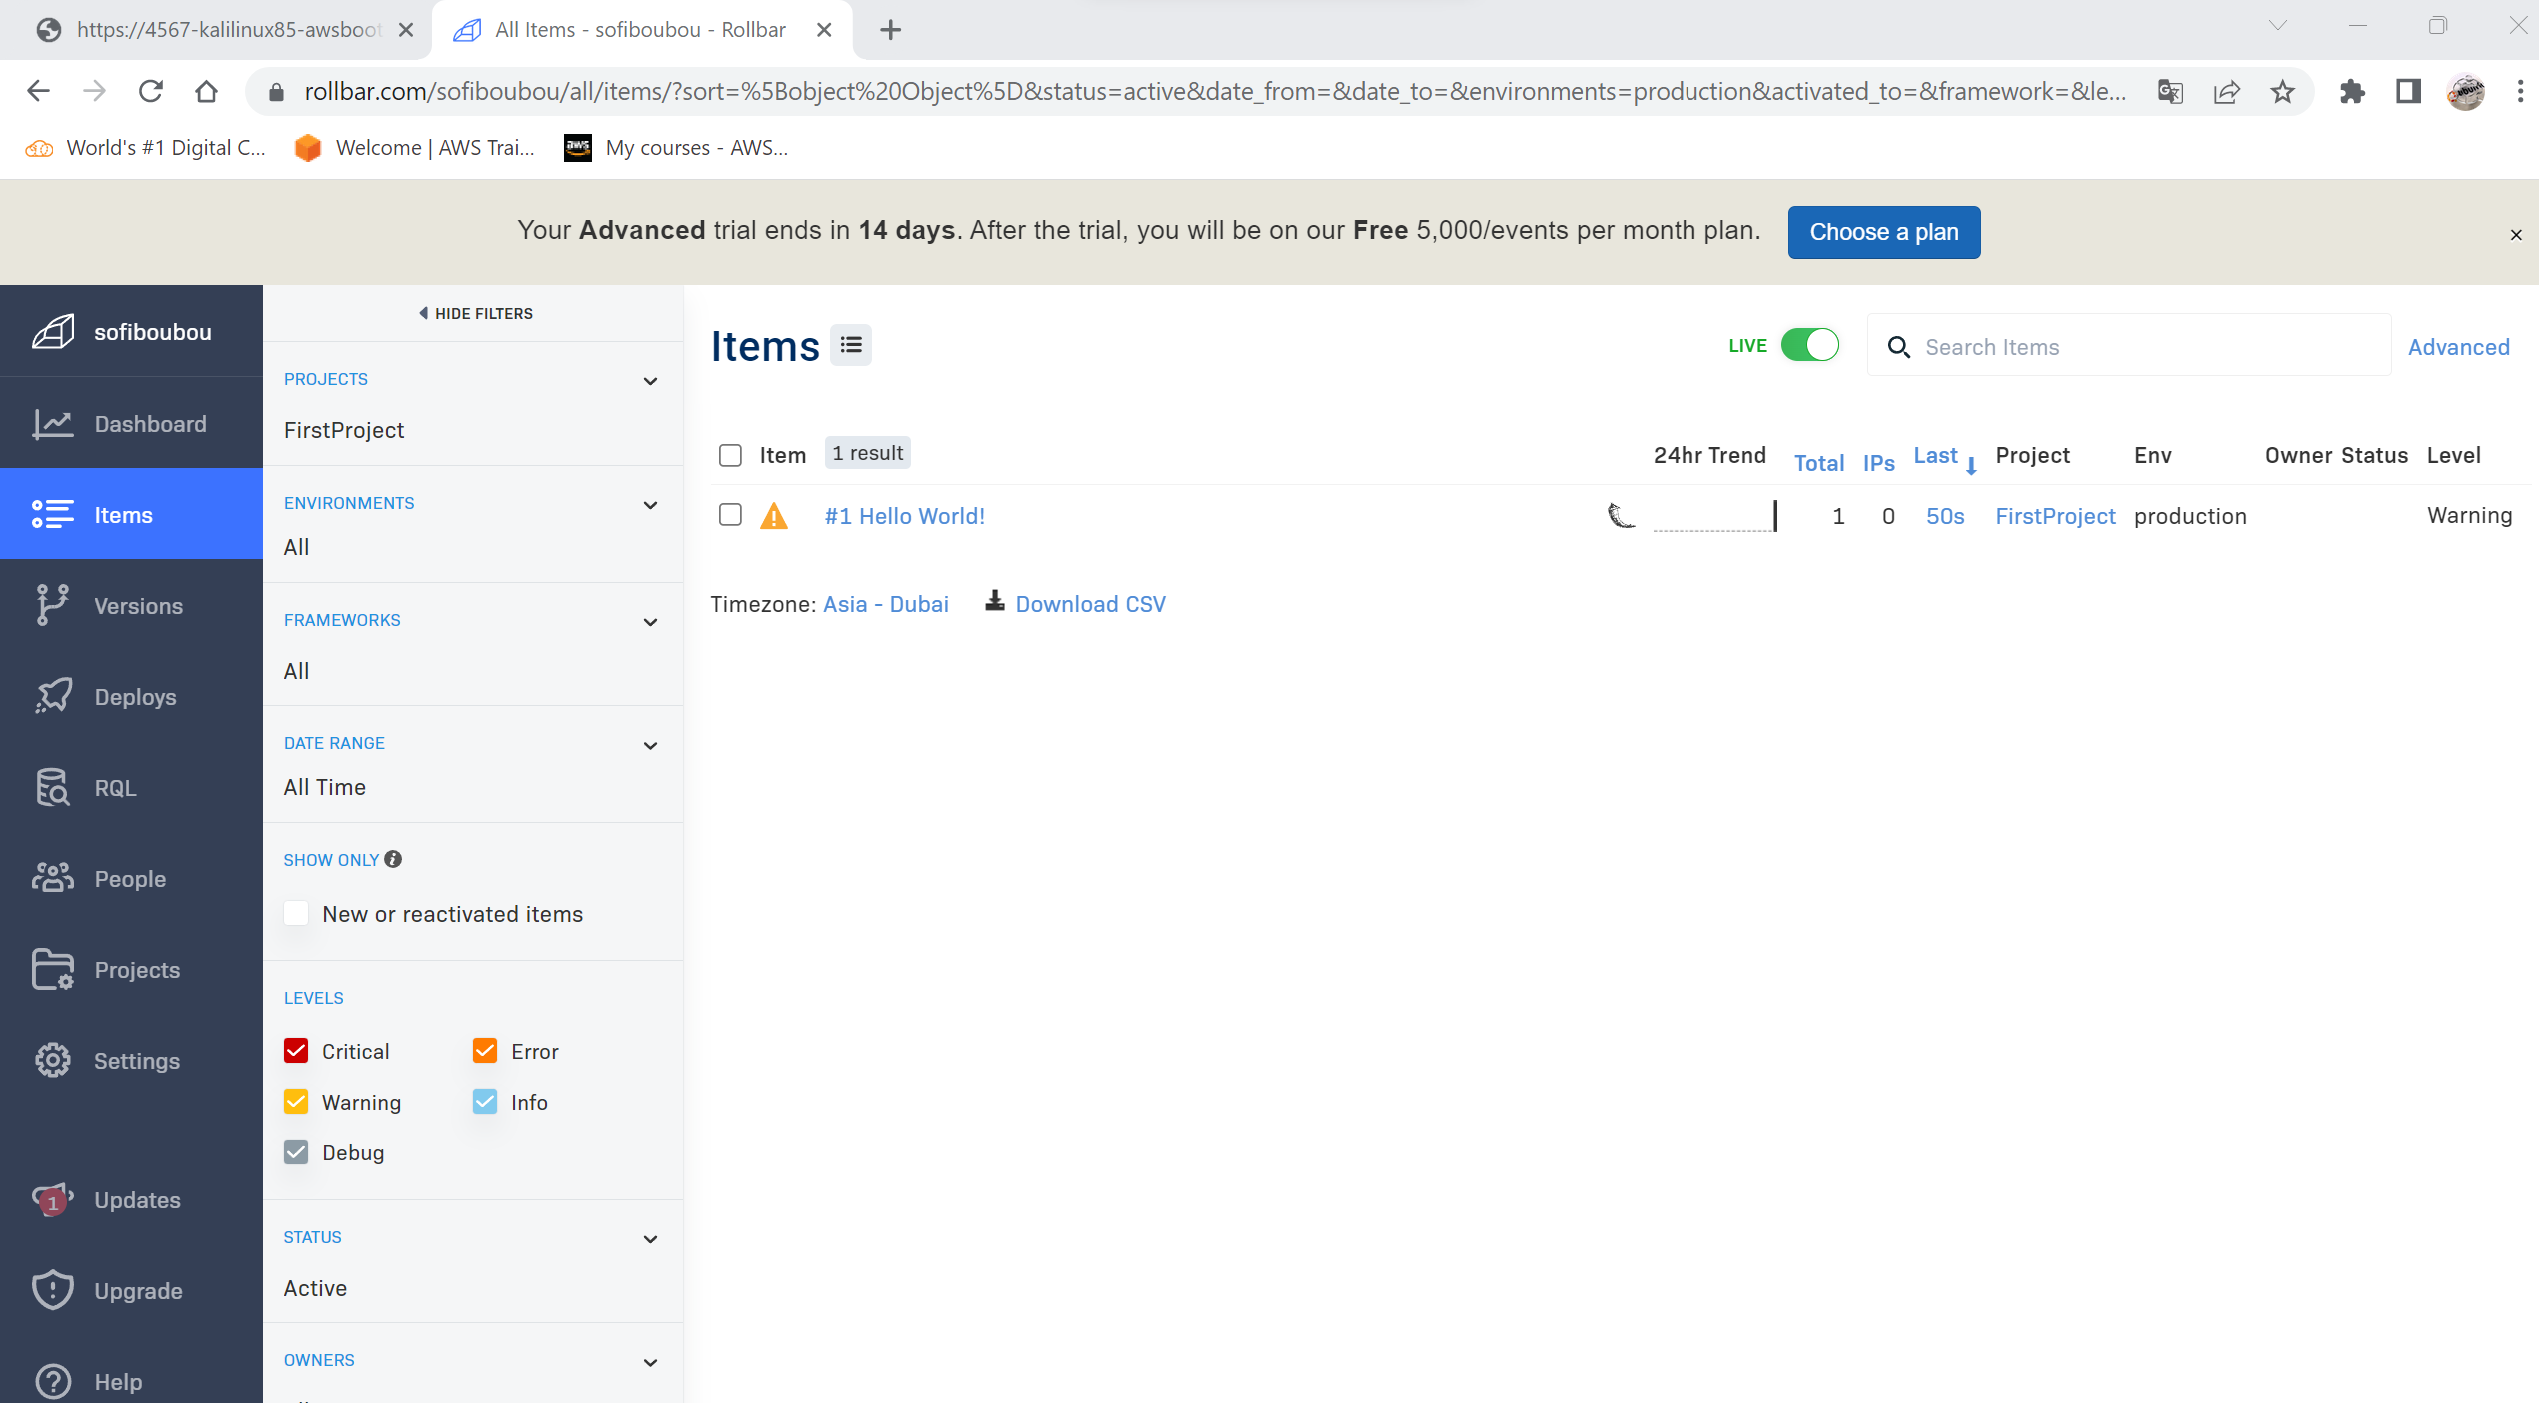 https://4567-kalilinux85-awsboot
All Items - sofiboubou - Rollbar
rollbar.com/sofiboubou/all/items/?sort=%5Bobject%20Object%5D&status=active&date_from=&date_to=&environments=production&activated_to=&framework=&le...
World's #1 Digital C...
Welcome | AWS Trai...
My courses - AWS...
Your Advanced trial ends in 14 days. After the trial, you will be on our Free 5,000/events per month plan.
Choose a plan
sofiboubou
Dashboard
Items
Versions
Deploys
RQL
People
Projects
Settings
1
Updates
Upgrade
Help
HIDE FILTERS
PROJECTS
FirstProject
ENVIRONMENTS
All
FRAMEWORKS
All
DATE RANGE
All Time
SHOW ONLY
New or reactivated items
LEVELS
Critical
Error
Warning
Info
Debug
STATUS
Active
OWNERS
Items
LIVE
Search Items
Advanced
Item 1 result 24hr Trend Total IPs Last Project Env Owner Status Level
#1 Hello World! 1 0 50s FirstProject production Warning
Timezone: Asia - Dubai
Download CSV